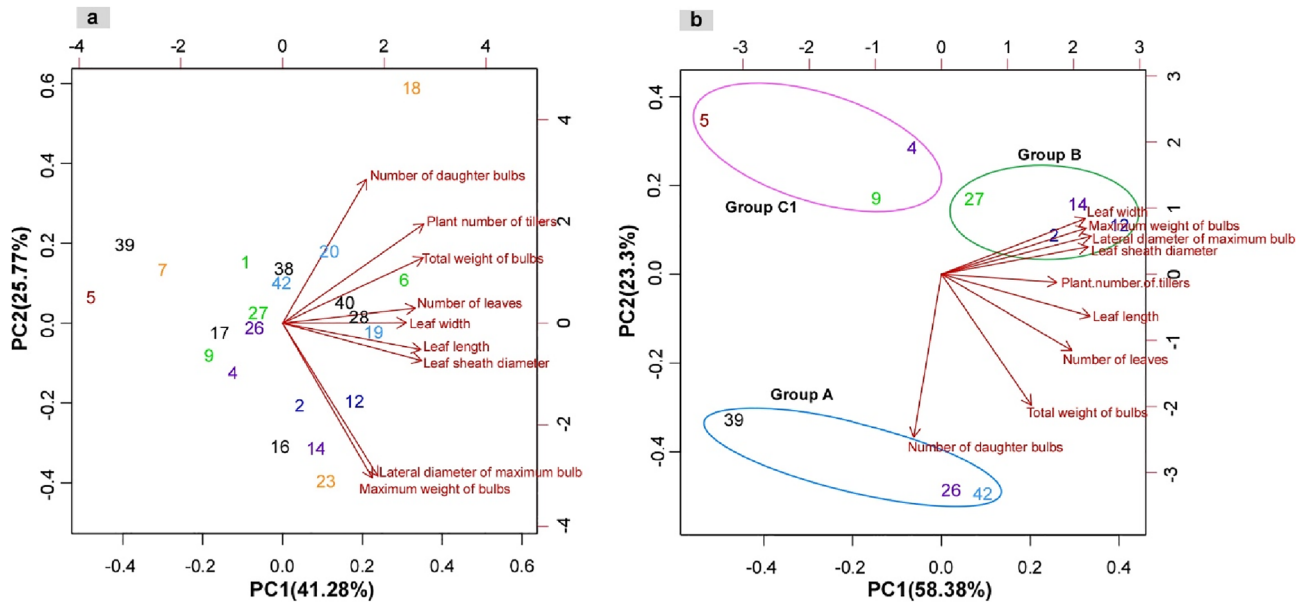 a
-4 -2 0 2 4
0.6
0.4
0.2
0.0
-0.2
-0.4
PC2(25.77%)
18
Number of daughter bulbs
Plant number of tillers
20
39
7
1
38
42
Total weight of bulbs
6
5
40
Number of leaves
27
28
Leaf width
26
17
19
Leaf length
9
Leaf sheath diameter
4
2
12
16
14
Lateral diameter of maximum bulb
23
Maximum weight of bulbs
4
2
0
-2
-4
-0.4 -0.2 0.0 0.2 0.4 0.6
PC1(41.28%)
b
-3 -2 -1 0 1 2 3
0.4
0.2
0.0
-0.2
-0.4
PC2(23.3%)
5
4
Group B
9
Group C1
27
14
Leaf width
12
Maximum weight of bulbs
2
Lateral diameter of maximum bulb
Leaf sheath diameter
Plant.number.of.tillers
Leaf length
Number of leaves
Group A
39
Total weight of bulbs
Number of daughter bulbs
26
42
3
2
1
0
-1
-2
-3
-0.4 -0.2 0.0 0.2 0.4
PC1(58.38%)